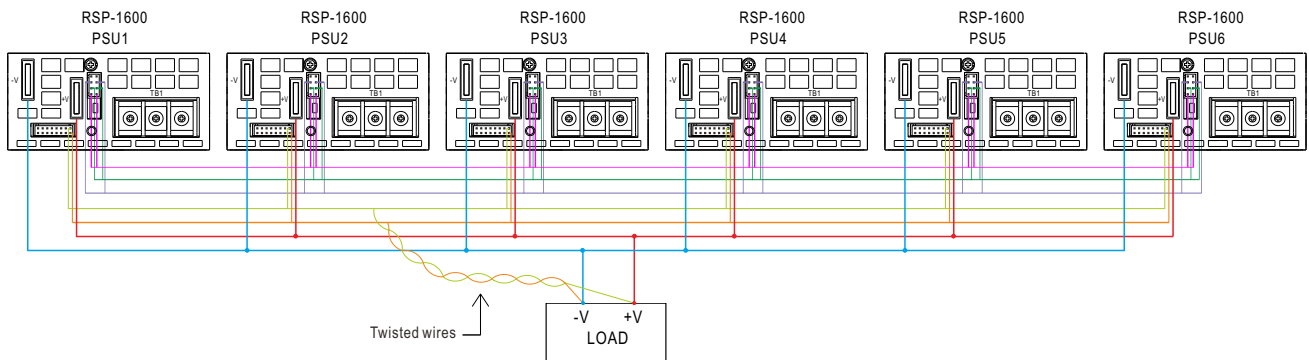 RSP-1600 RSP-1600 RSP-1600 RSP-1600 RSP-1600 RSP-1600
PSU1 PSU2 PSU3 PSU4 PSU5 PSU6
-V -V -V -V -V -V
+V +V +V +V +V +V
TB1 TB1 TB1 TB1 TB1 TB1
Twisted wires
-V +V
LOAD